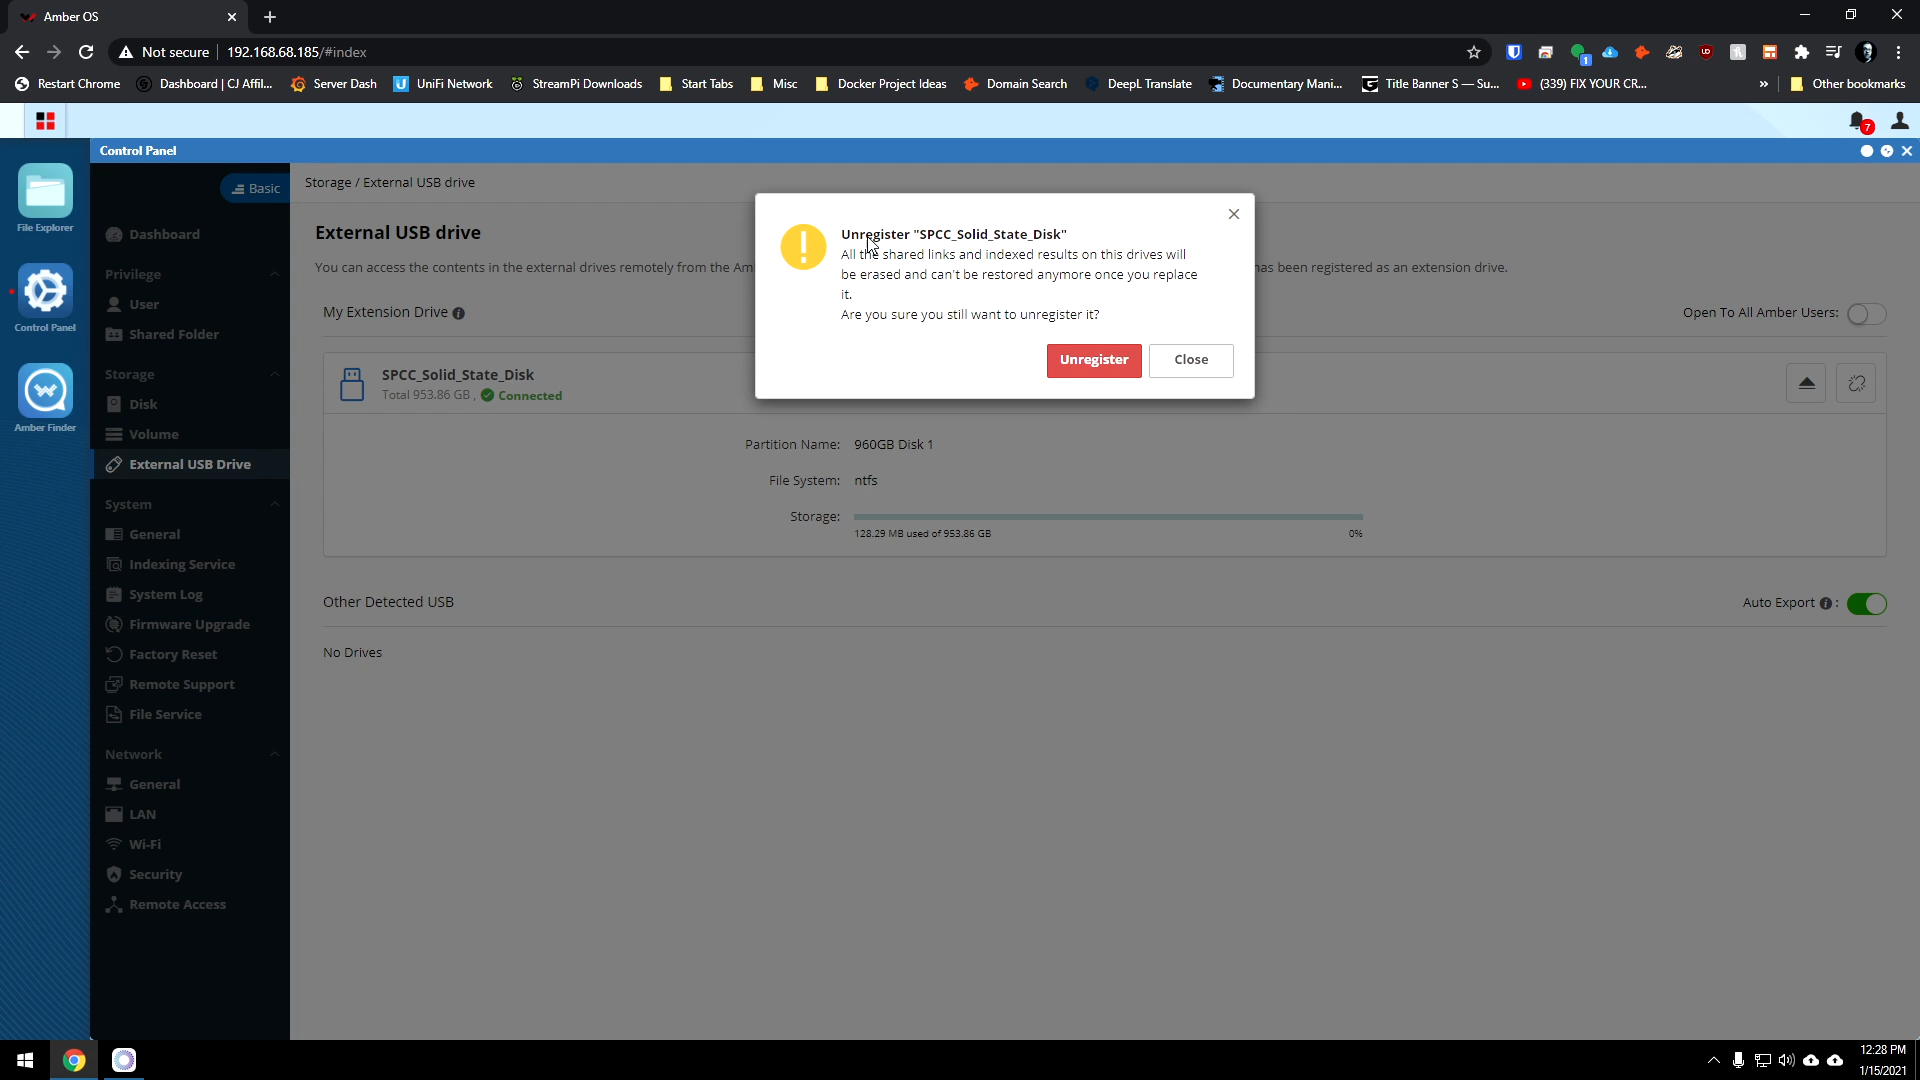 Amber OS
Not secure
192.168.68.185/#index
1
Restart Chrome
Dashboard | CJ Affil...
Server Dash
UniFi Network
StreamPi Downloads
Start Tabs
Misc
Docker Project Ideas
Domain Search
DeepL Translate
Documentary Mani...
Title Banner S — Su...
(339) FIX YOUR CR...
»
Other bookmarks
7
Control Panel
File Explorer
Control Panel
Amber Finder
Basic
Dashboard
Privilege
User
Shared Folder
Storage
Disk
Volume
External USB Drive
System
General
Indexing Service
System Log
Firmware Upgrade
Factory Reset
Remote Support
File Service
Network
General
LAN
Wi-Fi
Security
Remote Access
Storage / External USB drive
External USB drive
You can access the contents in the external drives remotely from the Am
has been registered as an extension drive.
My Extension Drive
Open To All Amber Users:
SPCC_Solid_State_Disk
Total 953.86 GB , Connected
Partition Name: 960GB Disk 1
File System: ntfs
Storage:
128.29 MB used of 953.86 GB
0%
Other Detected USB
Auto Export :
No Drives
Unregister "SPCC_Solid_State_Disk"
All the shared links and indexed results on this drives will
be erased and can't be restored anymore once you replace
it.
Are you sure you still want to unregister it?
Unregister
Close
12:28 PM
1/15/2021